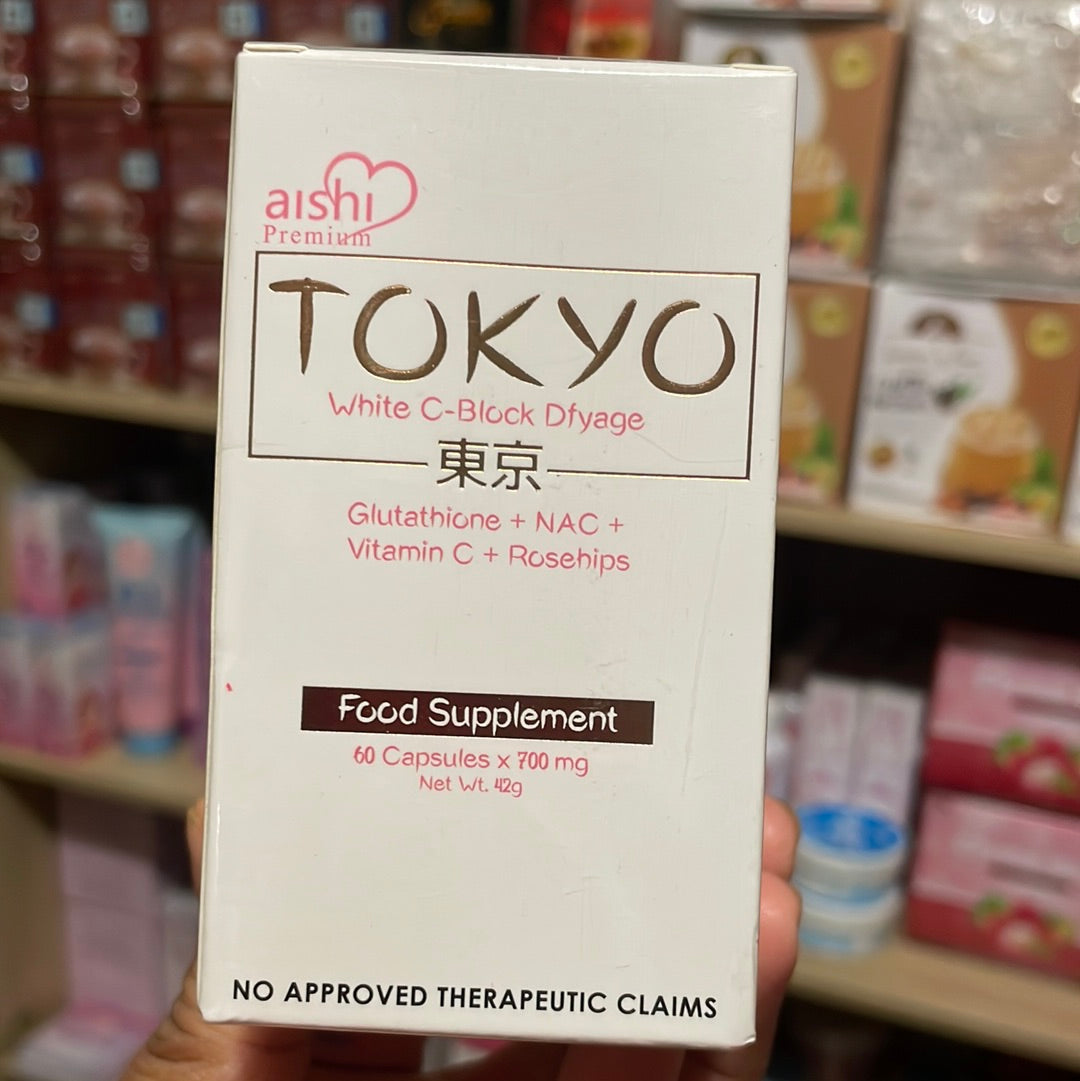 aishi
Premium
TOKYO
White C-Block Dfyage
東京
Glutathione + NAC +
Vitamin C + Rosehips
Food Supplement
60 Capsules x 700 mg
Net Wt. 42g
NO APPROVED THERAPEUTIC CLAIMS